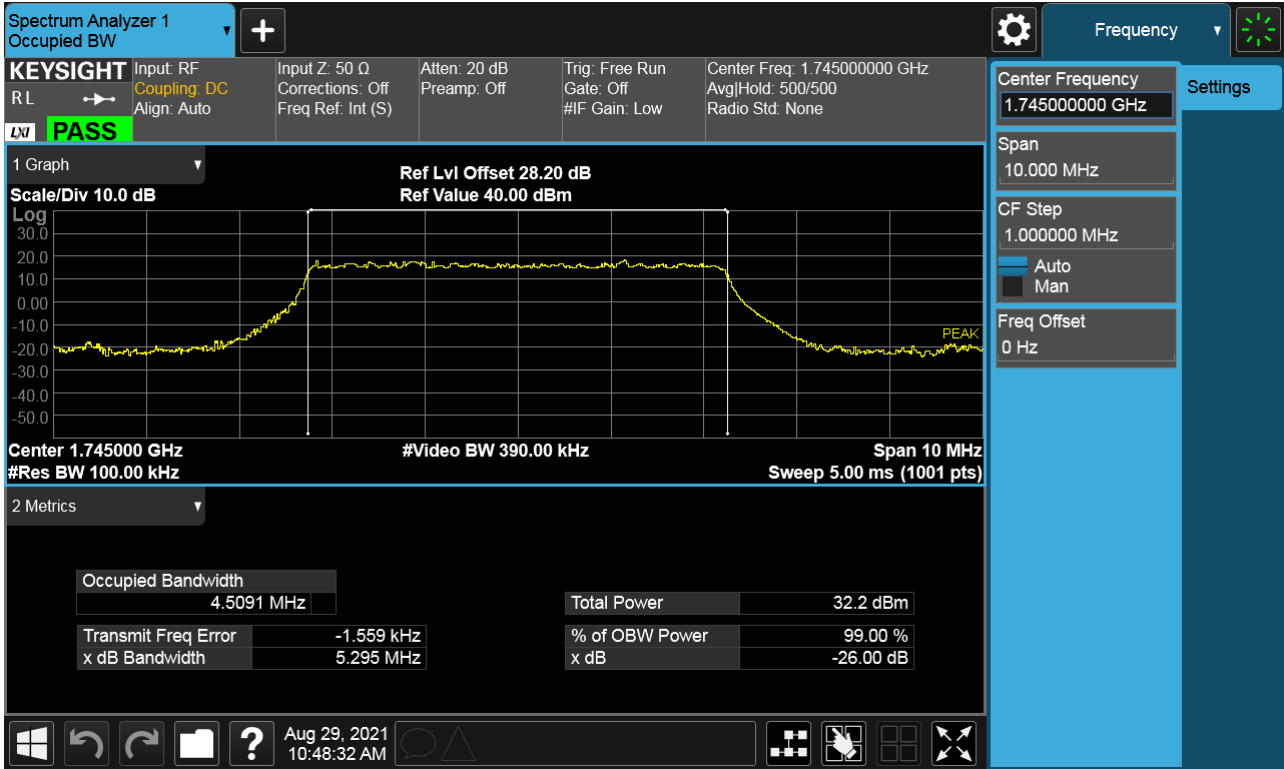 Spectrum Analyzer 1
Occupied BW
Frequency
KEYSIGHT
R L
LXI
PASS
Input: RF
Coupling: DC
Align: Auto
Input Z: 50 Ω
Corrections: Off
Freq Ref: Int (S)
Atten: 20 dB
Preamp: Off
Trig: Free Run
Gate: Off
#IF Gain: Low
Center Freq: 1.745000000 GHz
Avg|Hold: 500/500
Radio Std: None
Center Frequency
1.745000000 GHz
Settings
Span
10.000 MHz
CF Step
1.000000 MHz
Auto
Man
Freq Offset
0 Hz
1 Graph
Scale/Div 10.0 dB
Ref Lvl Offset 28.20 dB
Ref Value 40.00 dBm
Log
30.0
20.0
10.0
0.00
-10.0
-20.0
-30.0
-40.0
-50.0
PEAK
Center 1.745000 GHz
#Video BW 390.00 kHz
Span 10 MHz
#Res BW 100.00 kHz
Sweep 5.00 ms (1001 pts)
2 Metrics
Occupied Bandwidth
4.5091 MHz
Total Power 32.2 dBm
Transmit Freq Error -1.559 kHz
% of OBW Power 99.00 %
x dB Bandwidth 5.295 MHz
x dB -26.00 dB
?
Aug 29, 2021
10:48:32 AM